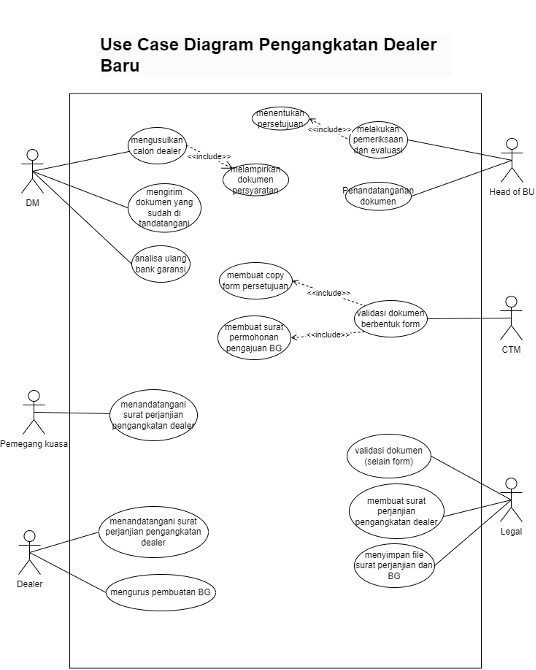 Use Case Diagram Pengangkatan Dealer
Baru
menentukan
persetujuan
mengusulkan
calon dealer
<<include>>
melampirkan
dokumen
persyaratan
<<include>>
melakukan
pemeriksaan
dan evaluasi
DM
mengirim
dokumen yang
sudah di
tandatangani
Penandatanganan
dokumen
Head of BU
analisa ulang
bank garansi
membuat copy
form persetujuan
<<include>>
validasi dokumen
berbentuk form
membuat surat
permohonan
pengajuan BG
<<include>>
CTM
menandatangani
surat perjanjian
pengangkatan dealer
Pemegang kuasa
validasi dokumen
(selain form)
membuat surat
perjanjian
pengangkatan dealer
Legal
menandatangani surat
perjanjian pengangkatan
dealer
menyimpan file
surat perjanjian dan
BG
Dealer
mengurus pembuatan BG